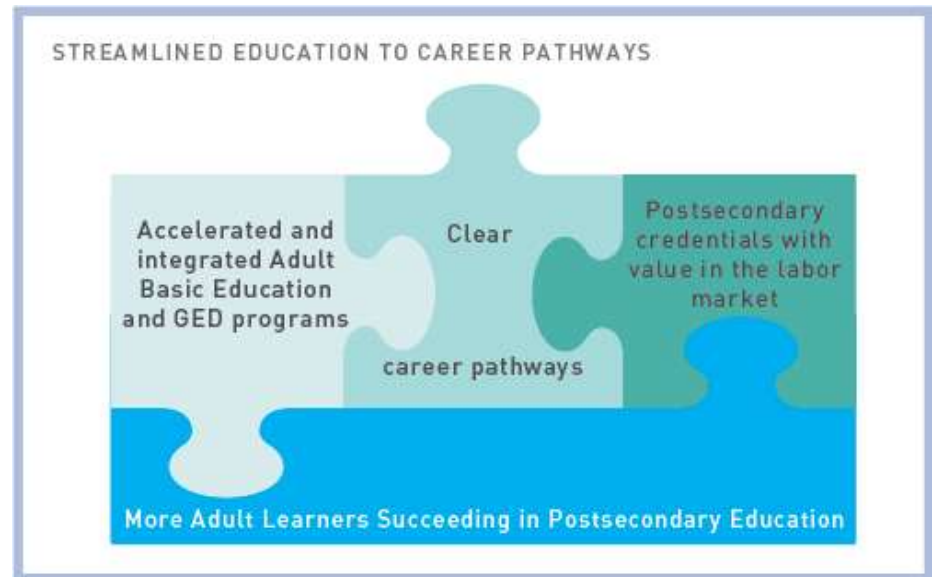 STREAMLINED EDUCATION TO CAREER PATHWAYS
Accelerated and
integrated Adult
Basic Education
and GED programs
Clear
career pathways
Postsecondary
credentials with
value in the labor
market
More Adult Learners Succeeding in Postsecondary Education